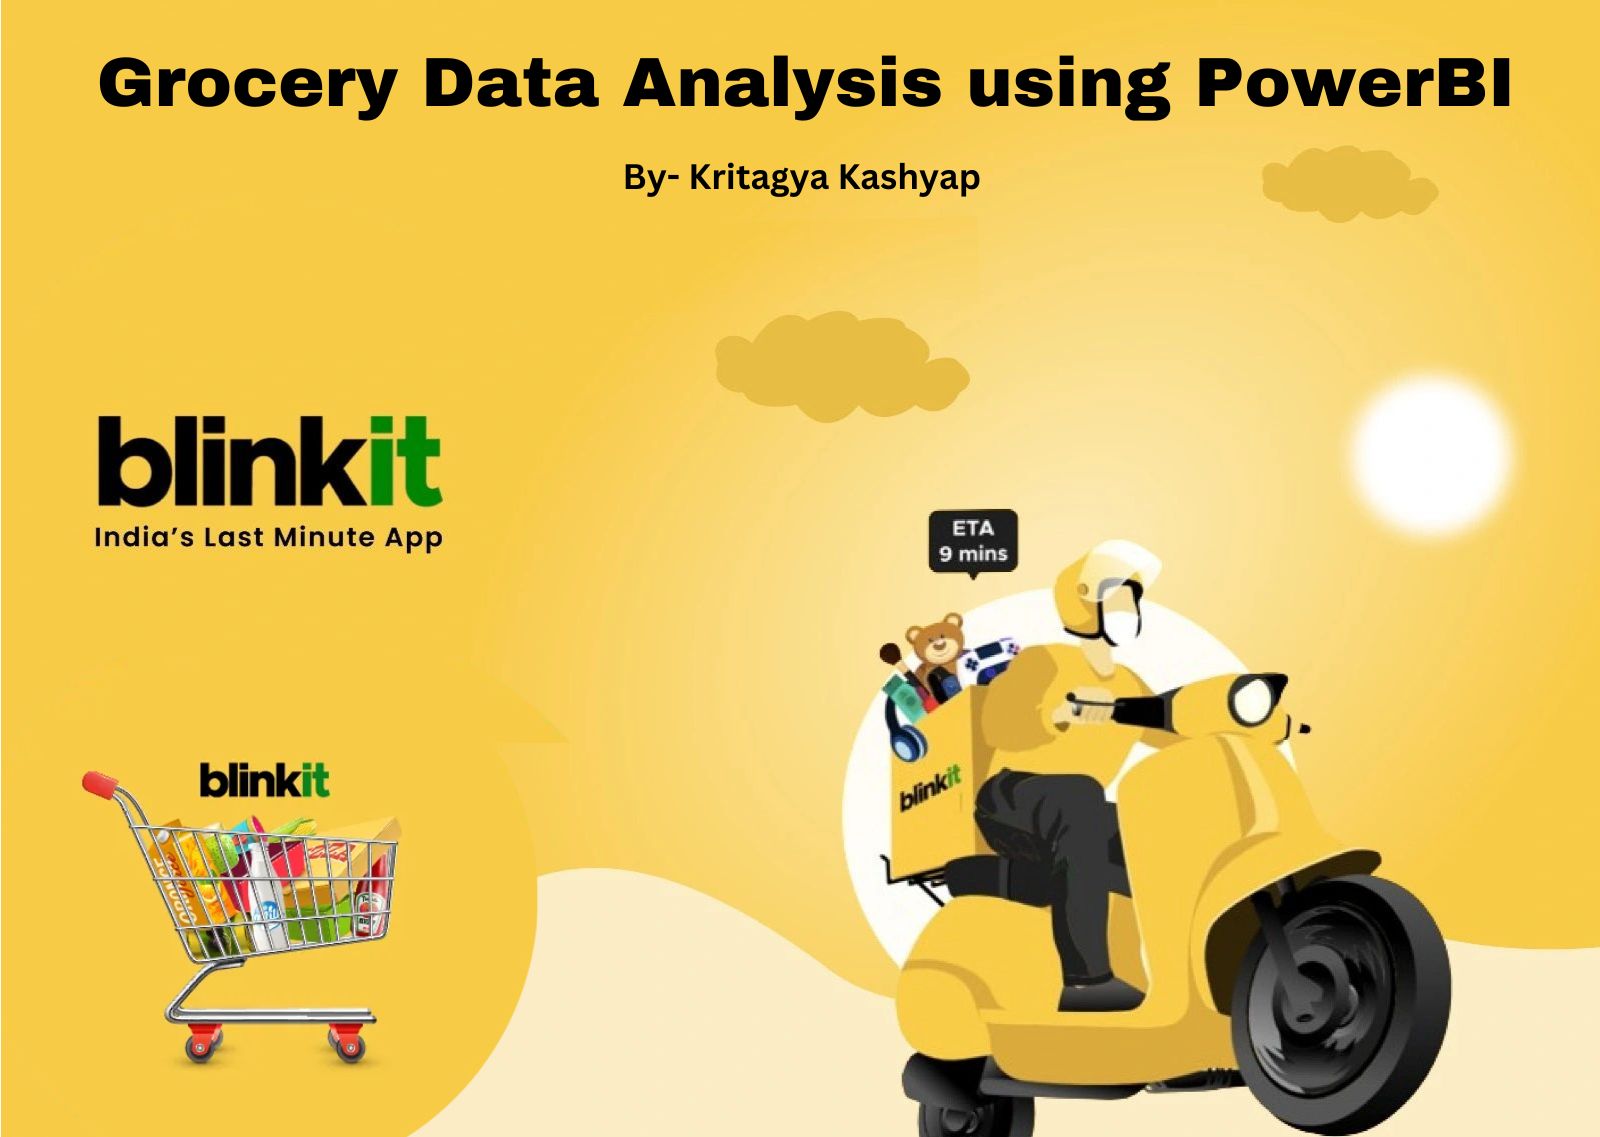 Grocery Data Analysis using PowerBI
By- Kritagya Kashyap
blinkit
India's Last Minute App
ETA
9 mins
blinkit
blinkit